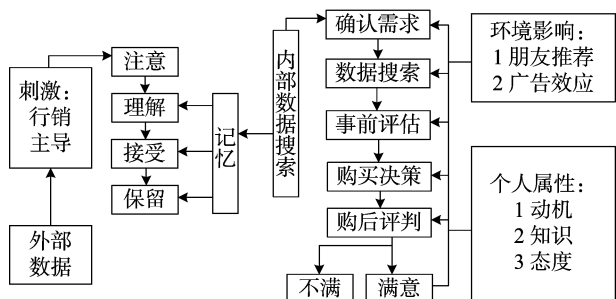 刺激：
行销
主导
外部
数据
注意
理解
接受
保留
记忆
内部数据搜索
确认需求
数据搜索
事前评估
购买决策
购后评判
不满
满意
环境影响：
1 朋友推荐
2 广告效应
个人属性：
1 动机
2 知识
3 态度